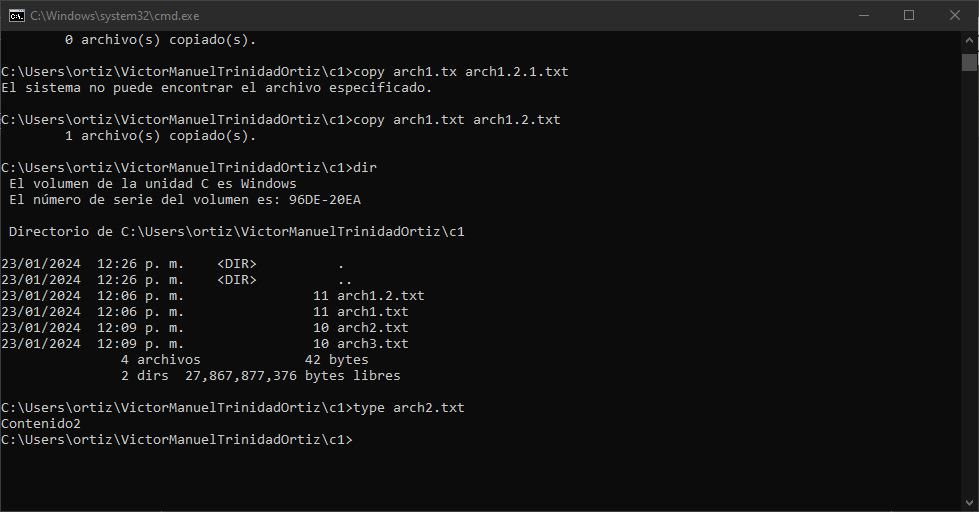 C:\Windows\system32\cmd.exe
        0 archivo(s) copiado(s).
C:\Users\ortiz\VictorManuelTrinidadOrtiz\c1>copy arch1.tx arch1.2.1.txt
El sistema no puede encontrar el archivo especificado.
C:\Users\ortiz\VictorManuelTrinidadOrtiz\c1>copy arch1.txt arch1.2.txt
        1 archivo(s) copiado(s).
C:\Users\ortiz\VictorManuelTrinidadOrtiz\c1>dir
 El volumen de la unidad C es Windows
 El número de serie del volumen es: 96DE-20EA
 Directorio de C:\Users\ortiz\VictorManuelTrinidadOrtiz\c1
23/01/2024  12:26 p. m.    <DIR>          .
23/01/2024  12:26 p. m.    <DIR>          ..
23/01/2024  12:06 p. m.                11 arch1.2.txt
23/01/2024  12:06 p. m.                11 arch1.txt
23/01/2024  12:09 p. m.                10 arch2.txt
23/01/2024  12:09 p. m.                10 arch3.txt
               4 archivos             42 bytes
               2 dirs  27,867,877,376 bytes libres
C:\Users\ortiz\VictorManuelTrinidadOrtiz\c1>type arch2.txt
Contenido2
C:\Users\ortiz\VictorManuelTrinidadOrtiz\c1>